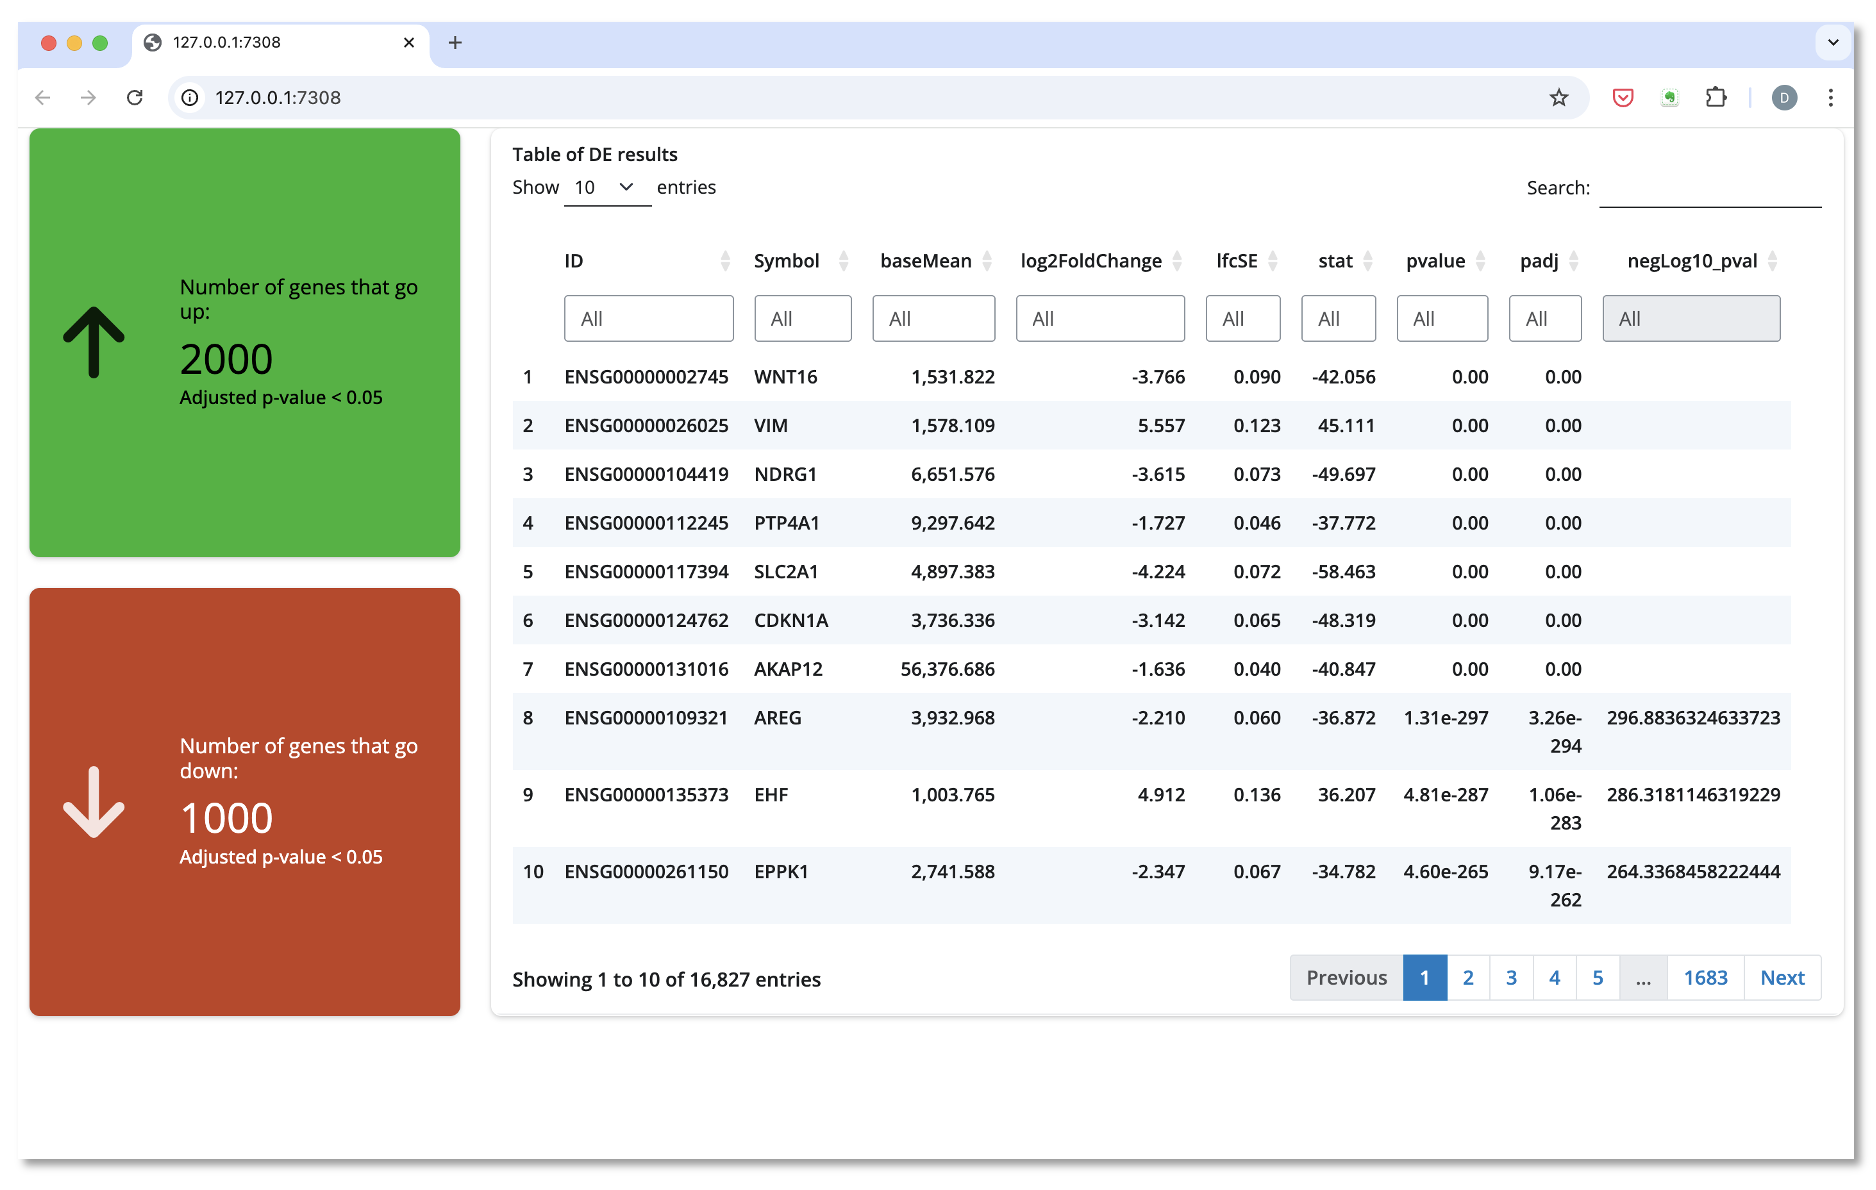 127.0.0.1:7308
127.0.0.1:7308
D
Number of genes that go
up:
2000
Adjusted p-value < 0.05
Number of genes that go
down:
1000
Adjusted p-value < 0.05
Table of DE results
Show 10 entries
Search:
ID Symbol baseMean log2FoldChange lfcSE stat pvalue padj negLog10_pval
All All All All All All All All All
1 ENSG00000002745 WNT16 1,531.822 -3.766 0.090 -42.056 0.00 0.00
2 ENSG00000026025 VIM 1,578.109 5.557 0.123 45.111 0.00 0.00
3 ENSG00000104419 NDRG1 6,651.576 -3.615 0.073 -49.697 0.00 0.00
4 ENSG00000112245 PTP4A1 9,297.642 -1.727 0.046 -37.772 0.00 0.00
5 ENSG00000117394 SLC2A1 4,897.383 -4.224 0.072 -58.463 0.00 0.00
6 ENSG00000124762 CDKN1A 3,736.336 -3.142 0.065 -48.319 0.00 0.00
7 ENSG00000131016 AKAP12 56,376.686 -1.636 0.040 -40.847 0.00 0.00
8 ENSG00000109321 AREG 3,932.968 -2.210 0.060 -36.872 1.31e-297 3.26e- 296.8836324633723
294
9 ENSG00000135373 EHF 1,003.765 4.912 0.136 36.207 4.81e-287 1.06e- 286.3181146319229
283
10 ENSG00000261150 EPPK1 2,741.588 -2.347 0.067 -34.782 4.60e-265 9.17e- 264.3368458222444
262
Showing 1 to 10 of 16,827 entries
Previous 1 2 3 4 5 ... 1683 Next